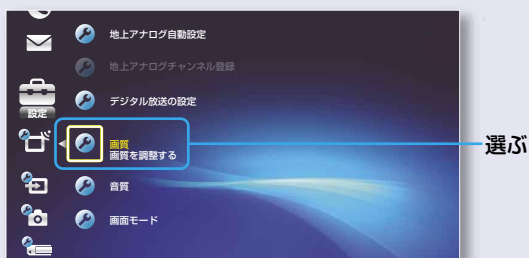 地上アナログ自動設定
地上アナログチャンネル登録
デジタル放送の設定
設定
画質
画質を調整する
選ぶ
音質
画面モード